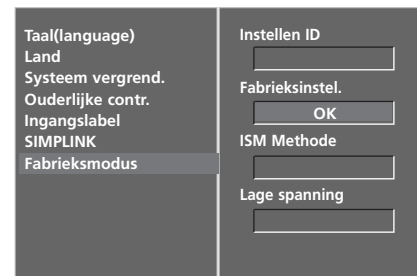 Taal(language)
Land
Systeem vergrend.
Ouderlijke contr.
Ingangslabel
SIMPLINK
Fabrieksmodus
Instellen ID
Fabrieksinstel.
OK
ISM Methode
Lage spanning